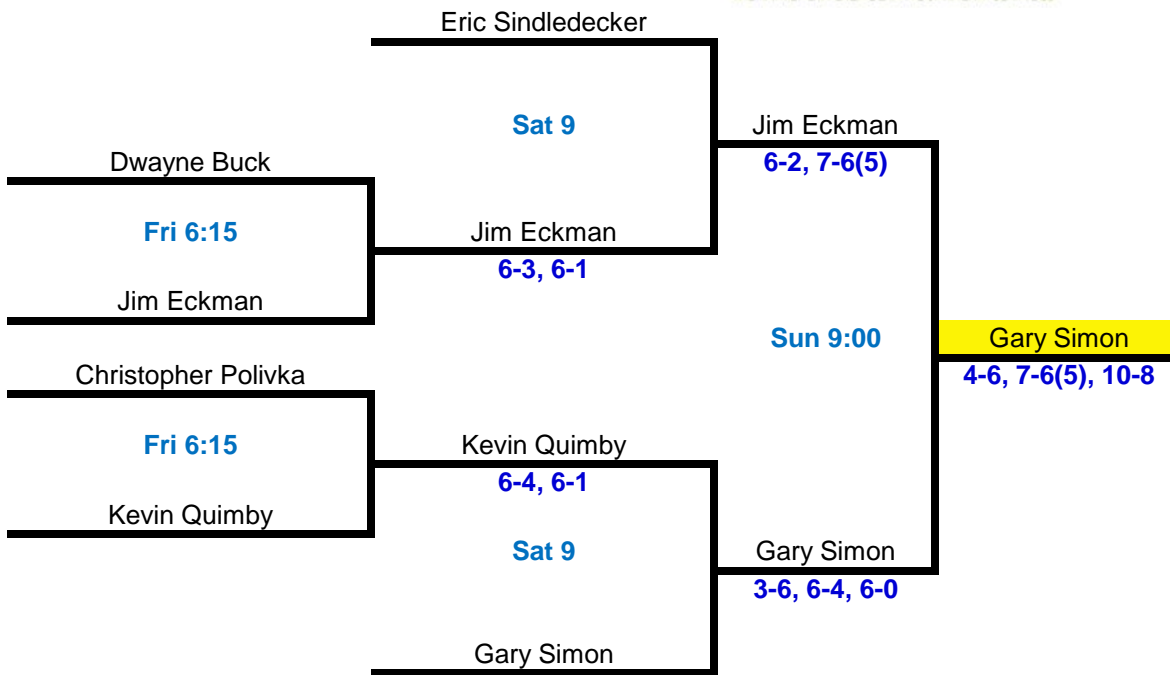 Eric Sindledecker
Sat 9
Jim Eckman
6-2, 7-6(5)
Dwayne Buck
Fri 6:15
Jim Eckman
6-3, 6-1
Jim Eckman
Sun 9:00
Gary Simon
4-6, 7-6(5), 10-8
Christopher Polivka
Fri 6:15
Kevin Quimby
6-4, 6-1
Kevin Quimby
Sat 9
Gary Simon
3-6, 6-4, 6-0
Gary Simon